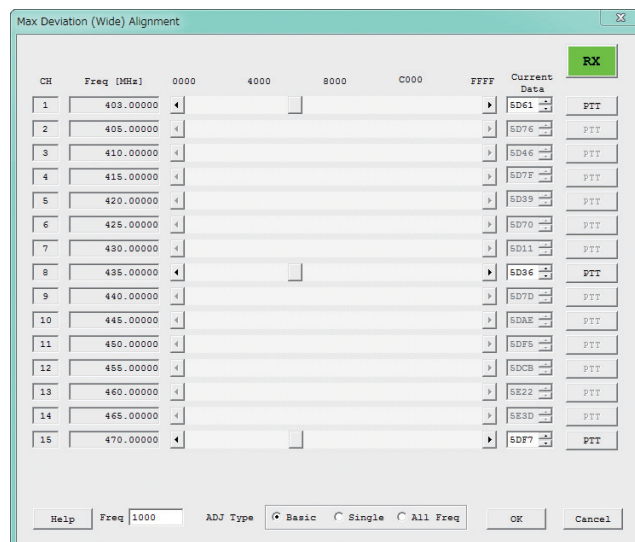 Max Deviation (Wide) Alignment
RX
CH Freq [MHz] 0000 4000 8000 C000 FFFF Current Data
1 403.00000 5D61 PTT
2 405.00000 5D76 PTT
3 410.00000 5D46 PTT
4 415.00000 5D7F PTT
5 420.00000 5D39 PTT
6 425.00000 5D70 PTT
7 430.00000 5D11 PTT
8 435.00000 5D36 PTT
9 440.00000 5D7D PTT
10 445.00000 5DAE PTT
11 450.00000 5DF5 PTT
12 455.00000 5DCB PTT
13 460.00000 5E22 PTT
14 465.00000 5E3D PTT
15 470.00000 5DF7 PTT
Help Freq 1000 ADJ Type Basic Single All Freq OK Cancel